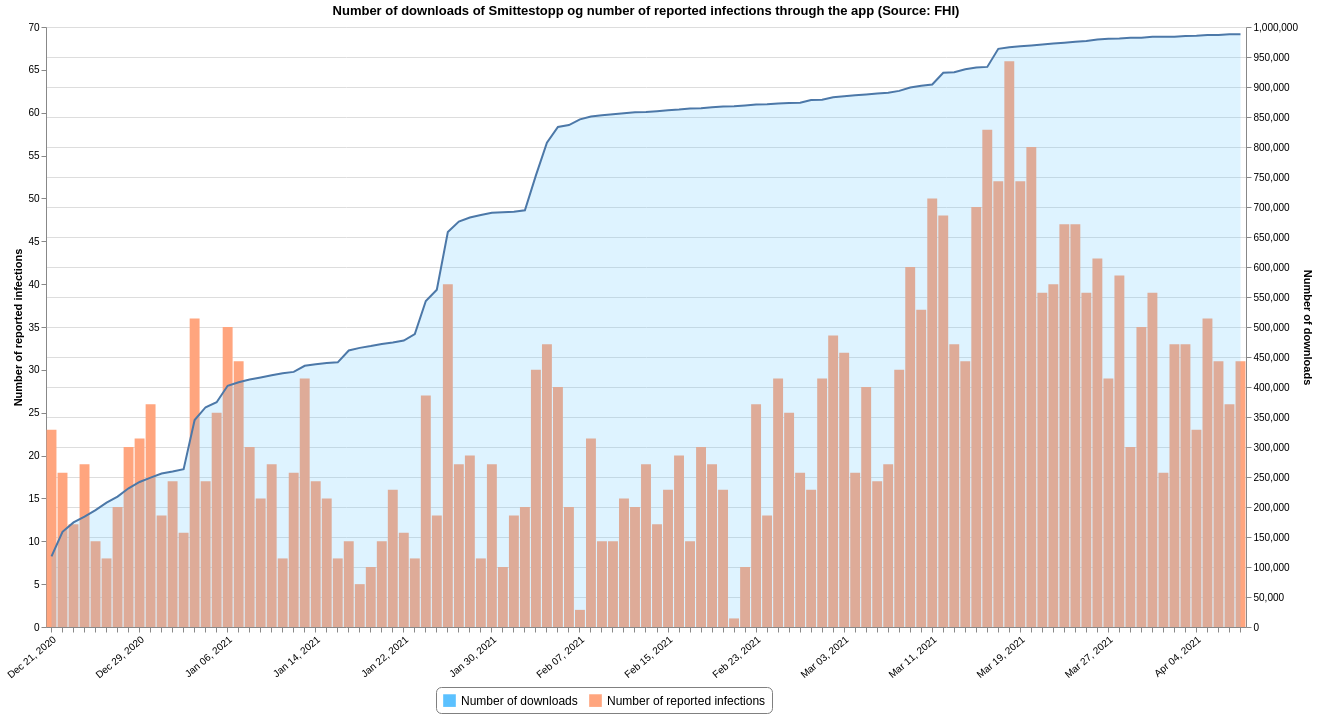 Number of downloads of Smittestopp og number of reported infections through the app (Source: FHI)
70
65
60
55
50
45
40
35
30
25
20
15
10
5
0
Number of reported infections
1,000,000
950,000
900,000
850,000
800,000
750,000
700,000
650,000
600,000
550,000
500,000
450,000
400,000
350,000
300,000
250,000
200,000
150,000
100,000
50,000
0
Number of downloads
Dec 21, 2020
Dec 29, 2020
Jan 06, 2021
Jan 14, 2021
Jan 22, 2021
Jan 30, 2021
Feb 07, 2021
Feb 15, 2021
Feb 23, 2021
Mar 03, 2021
Mar 11, 2021
Mar 19, 2021
Mar 27, 2021
Apr 04, 2021
Number of downloads
Number of reported infections